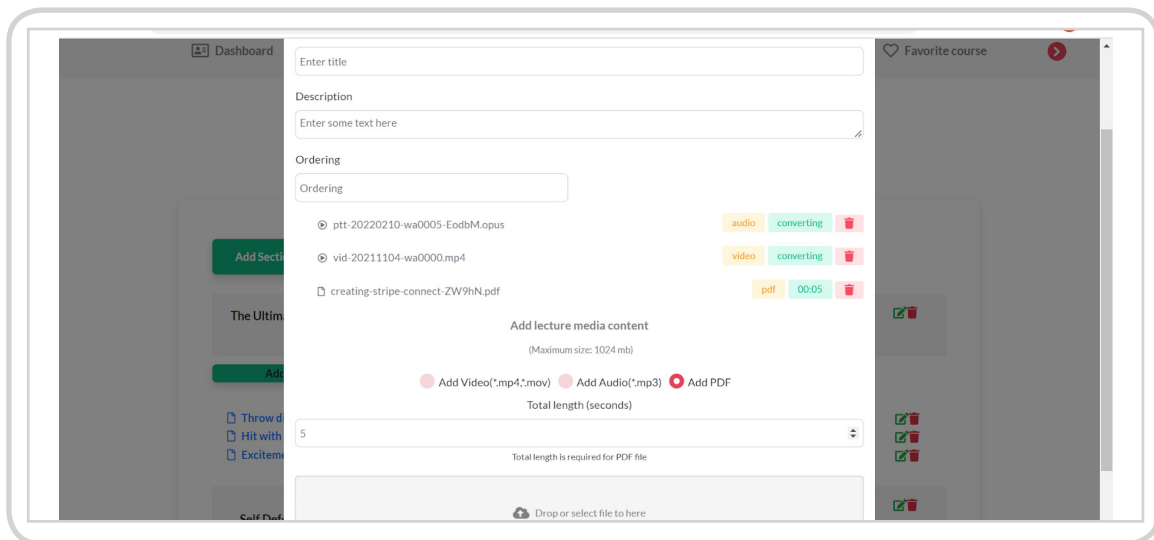 Dashboard
Favorite course
Enter title
Description
Enter some text here
Ordering
Ordering
ptt-20220210-wa0005-EodbM.opus audio converting
vid-20211104-wa0000.mp4 video converting
creating-stripe-connect-ZW9hN.pdf pdf 00:05
Add Secti
The Ultim
Add lecture media content
(Maximum size: 1024 mb)
Add
Add Video(*.mp4,*.mov) Add Audio(*.mp3) Add PDF
Total length (seconds)
Throw d
5
Hit with
Exciteme
Total length is required for PDF file
Drop or select file to here
Self Def